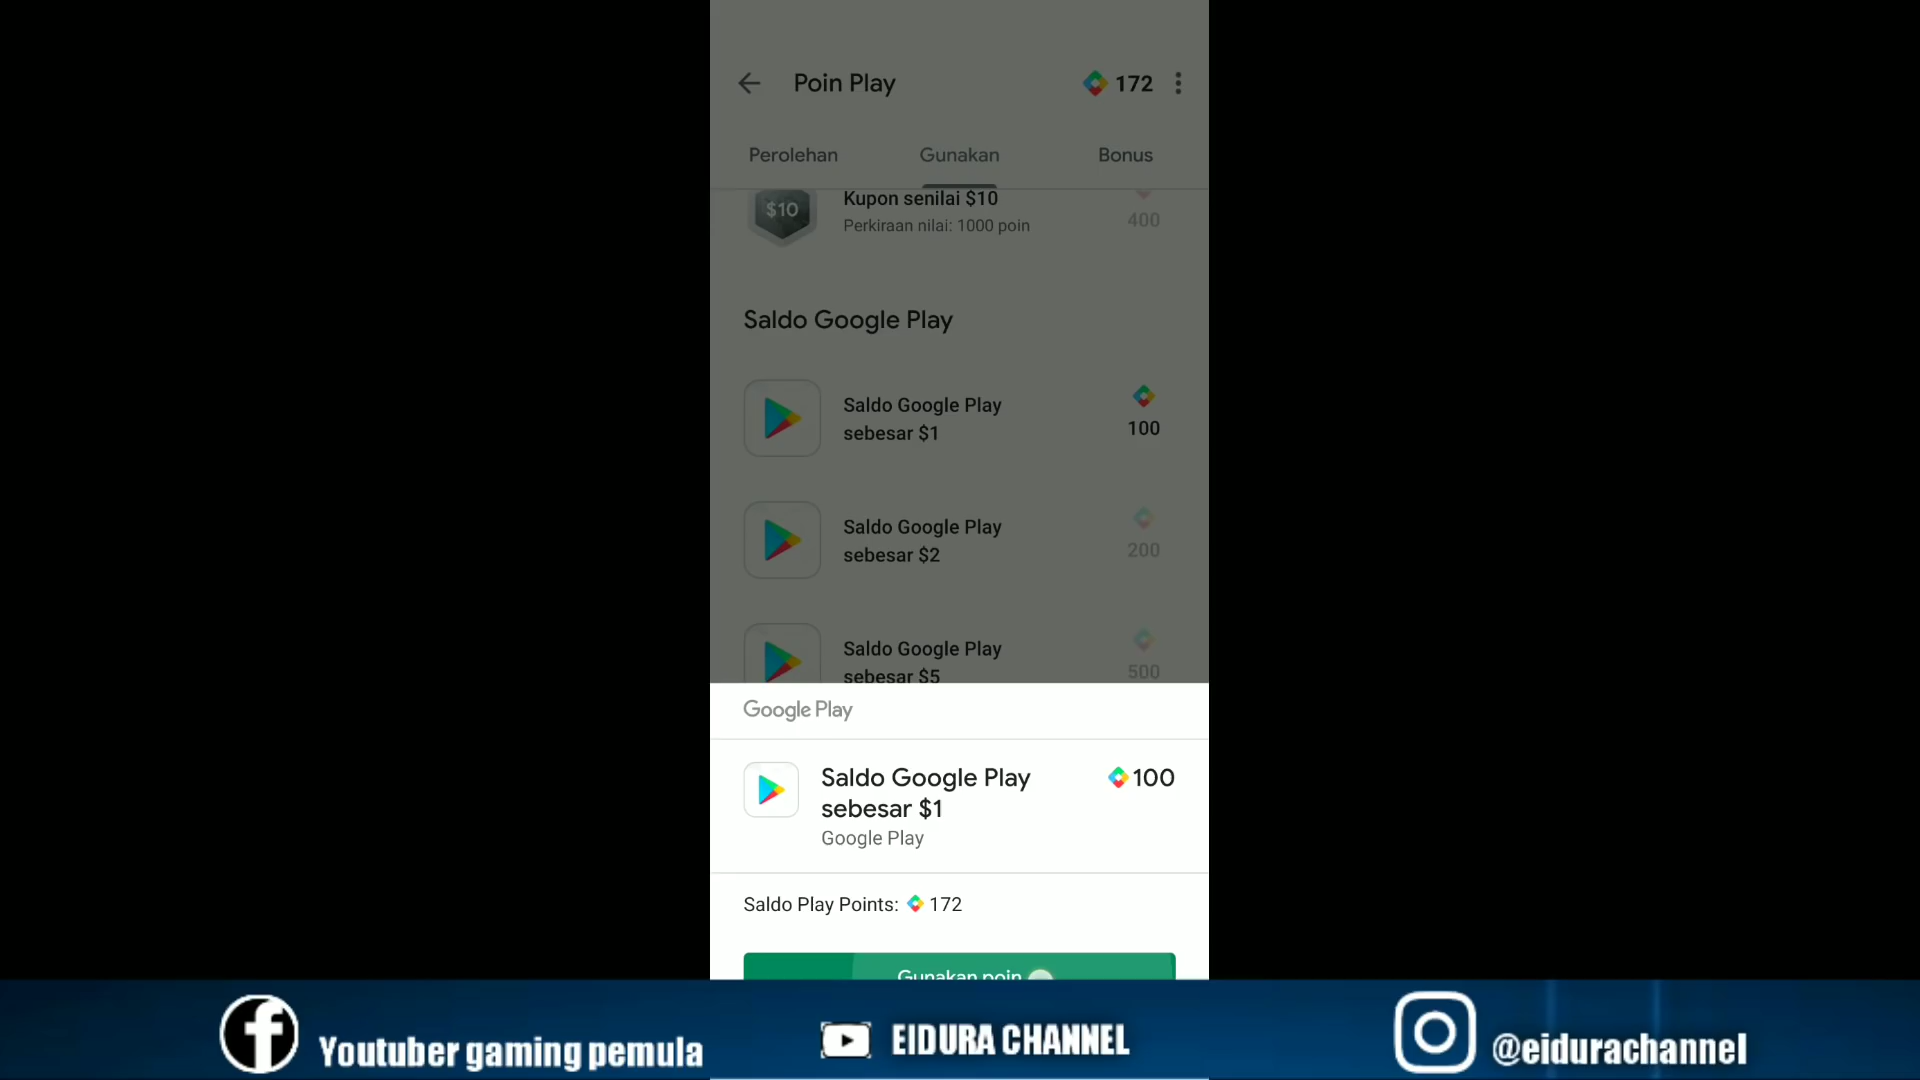 Poin Play
172
Perolehan
Gunakan
Bonus
$10
Kupon senilai $10
Perkiraan nilai: 1000 poin
400
Saldo Google Play
Saldo Google Play
sebesar $1
100
Saldo Google Play
sebesar $2
200
Saldo Google Play
sebesar $5
500
Google Play
Saldo Google Play
sebesar $1
100
Google Play
Saldo Play Points: 172
Gunakan poin
Youtuber gaming pemula
EIDURA CHANNEL
@eidurachannel